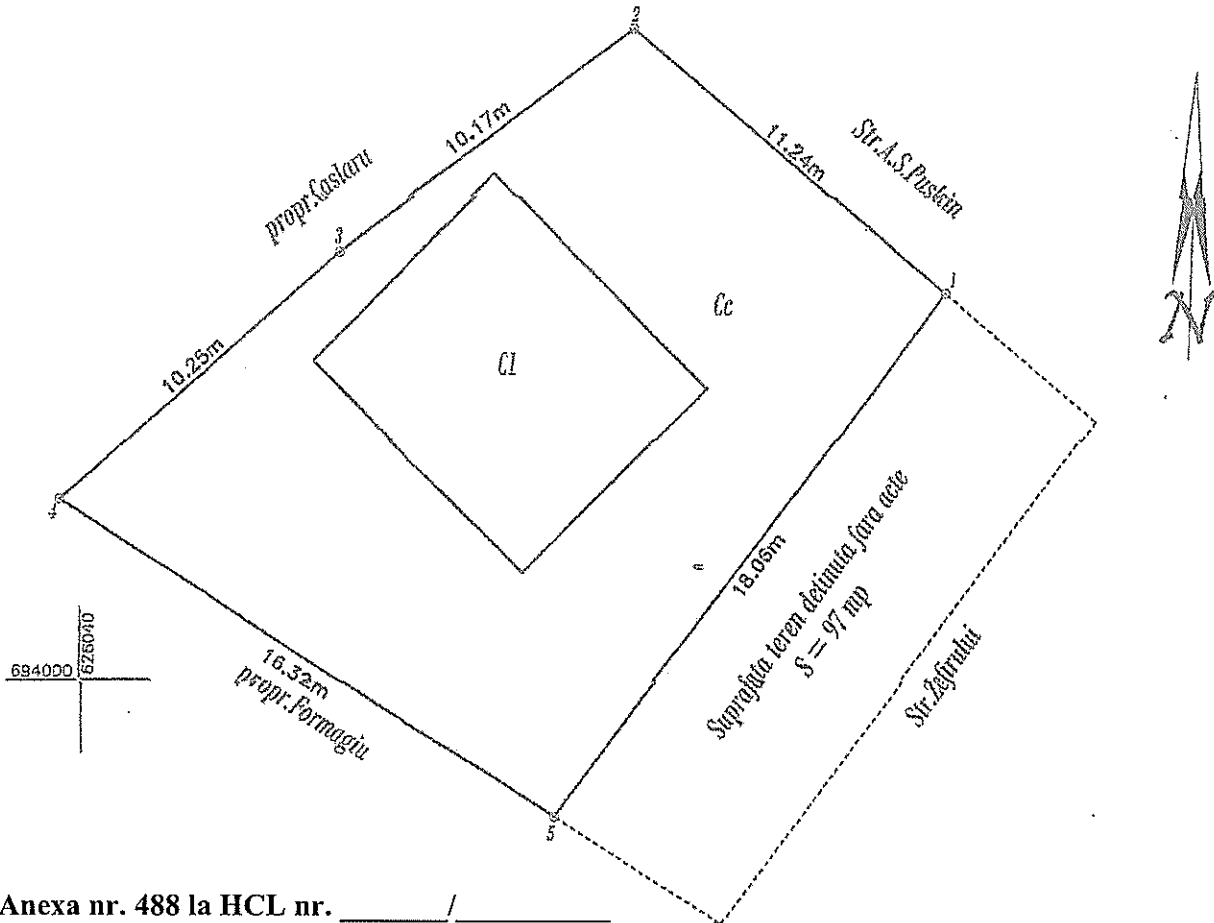 2
10.17m
11.24m
Str.A.S.Puskin
propr.Castaru
3
1
Cc
C1
10.25m
4
18.06m
Suprafata teren detinuta fara acte
S = 97 mp
Str.Zefirului
N
626040
694000
16.32m
propr.Formagiu
5
Anexa nr. 488 la HCL nr. ______/__________